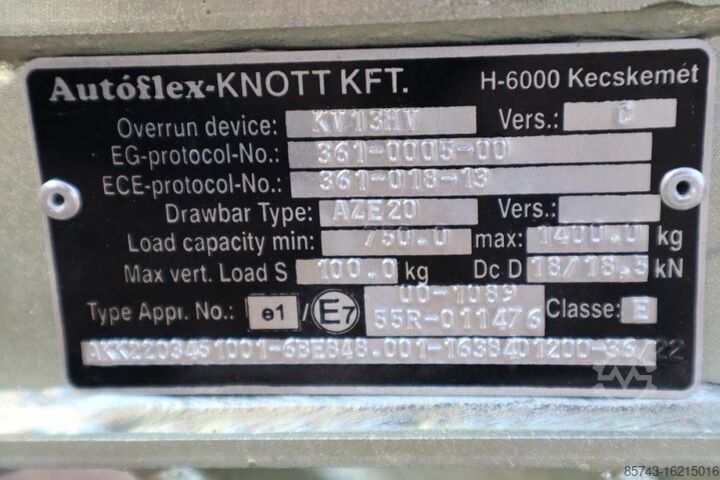 Autóflex-KNOTT KFT. H-6000 Kecskemét
Overrun device: KV13HV Vers.: C
EG-protocol-No.: 361-0005-00
ECE-protocol-No.: 361-018-13
Drawbar Type: AZE20 Vers.:
Load capacity min: 750.0 max: 1400.0 kg
Max vert. Load S 100.0 kg Dc D 18/18,5 kN
Type Appr. No.: e1 / E7 00-1089 Classe: E
55R-011476
85743-16215016